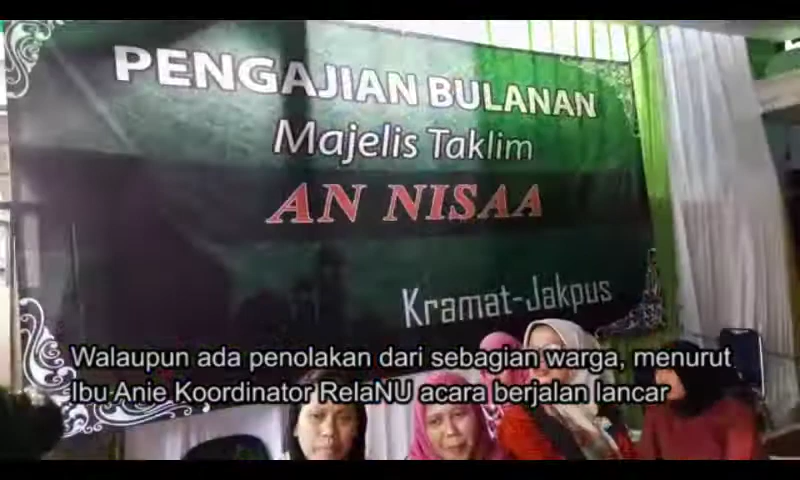 PENGAJIAN BULANAN
Majelis Taklim
AN NISAA
Kramat-Jakpus
Walaupun ada penolakan dari sebagian warga, menurut
Ibu Anie Koordinator RelaNU acara berjalan lancar